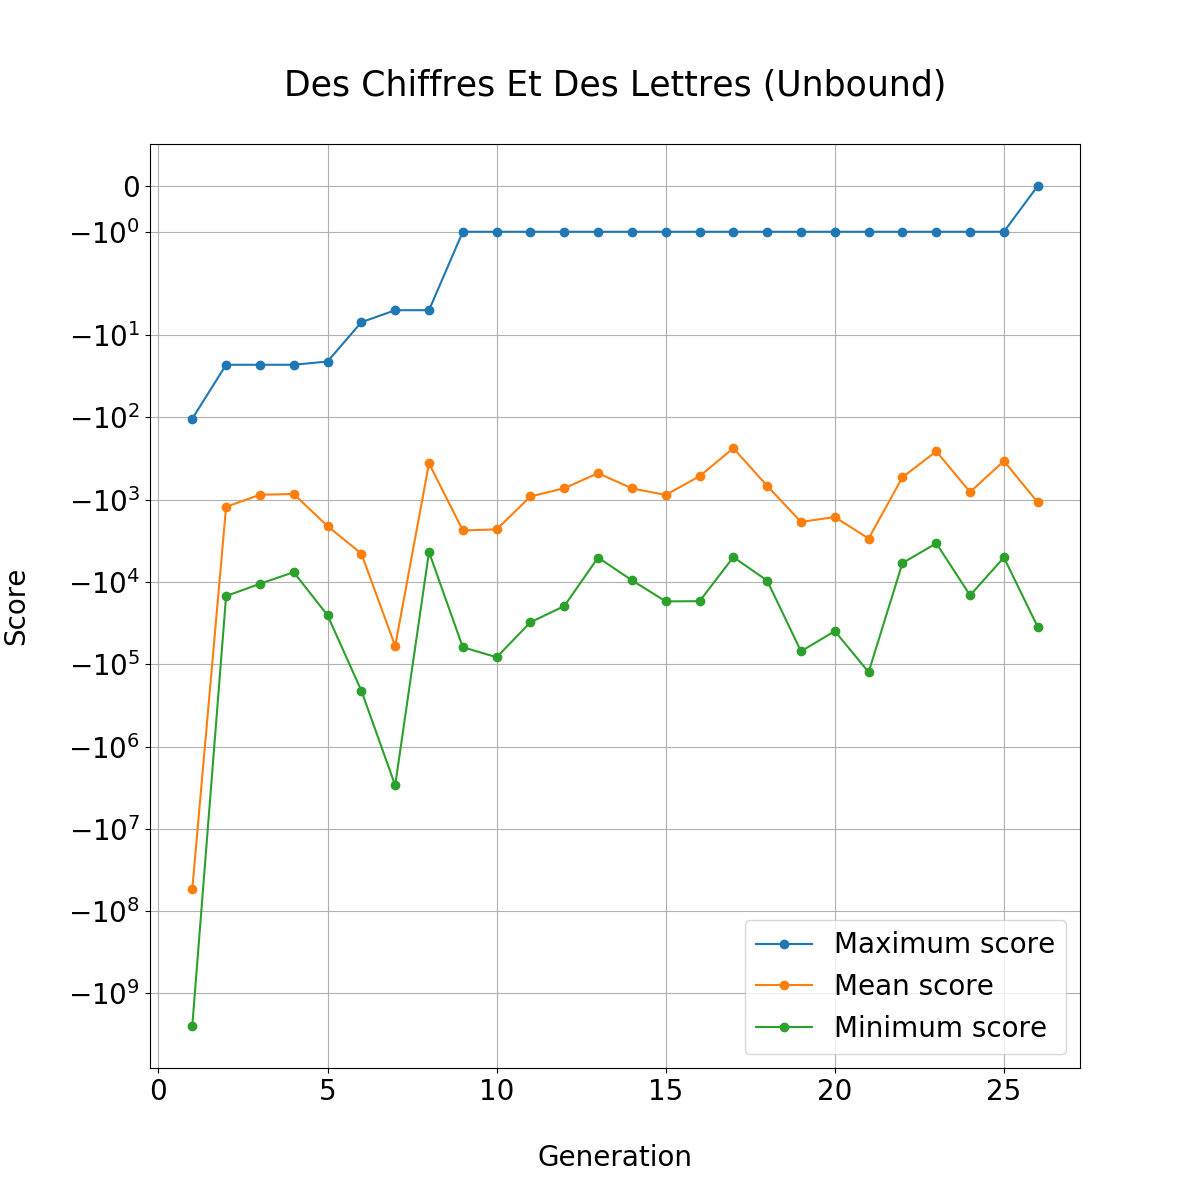 Des Chiffres Et Des Lettres (Unbound)
Score
0
−10⁰
−10¹
−10²
−10³
−10⁴
−10⁵
−10⁶
−10⁷
−10⁸
−10⁹
Maximum score
Mean score
Minimum score
0 5 10 15 20 25
Generation